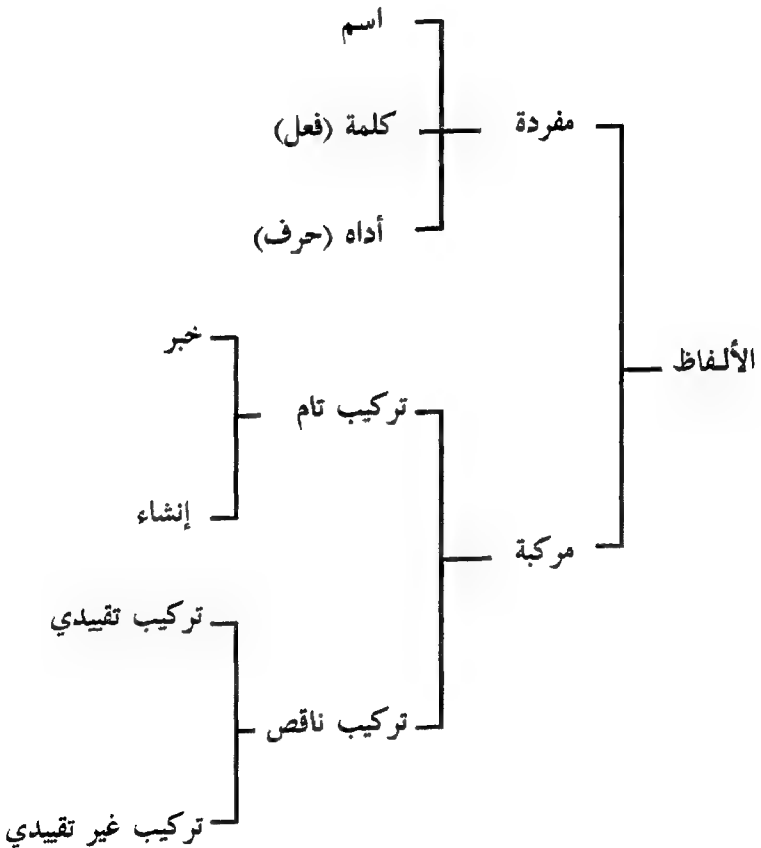 اسم
كلمة (فعل)
مفردة
أداه (حرف)
خبر
الألفاظ
تركيب تام
إنشاء
مركبة
تركيب تقييدي
تركيب ناقص
تركيب غير تقييدي